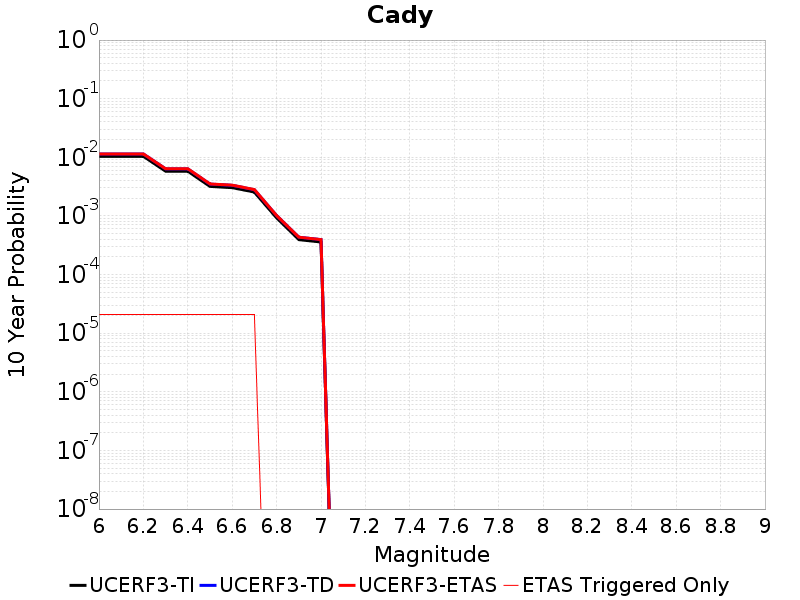 Cady
10 Year Probability
10^0
10^-1
10^-2
10^-3
10^-4
10^-5
10^-6
10^-7
10^-8
6 6.2 6.4 6.6 6.8 7 7.2 7.4 7.6 7.8 8 8.2 8.4 8.6 8.8 9
Magnitude
UCERF3-TI UCERF3-TD UCERF3-ETAS ETAS Triggered Only